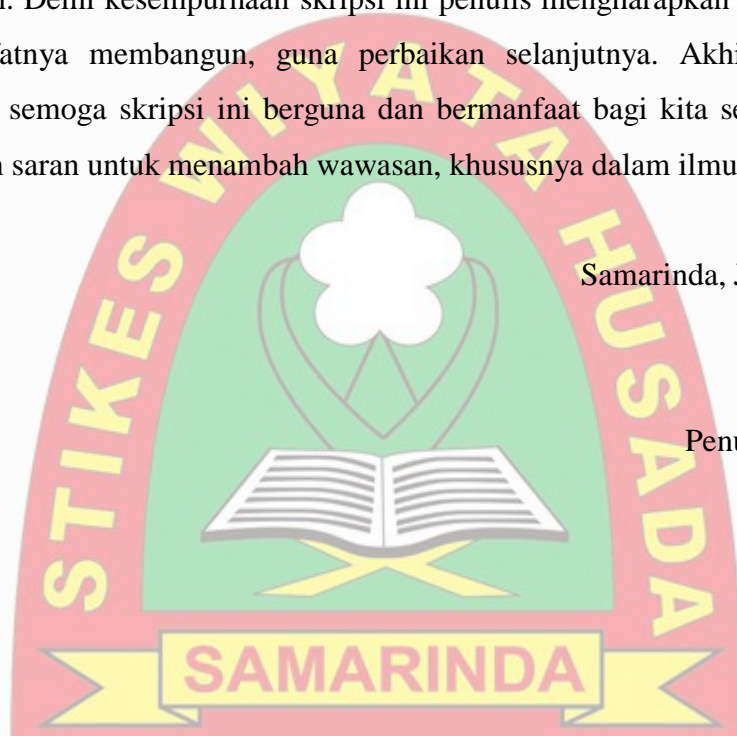 . Demi kesempurnaan skripsi ini penulis mengharapkan
atnya membangun, guna perbaikan selanjutnya. Akhi
semoga skripsi ini berguna dan bermanfaat bagi kita se
n saran untuk menambah wawasan, khususnya dalam ilmu
Samarinda, J
Penu
STIKES WIYATA HUSADA
SAMARINDA